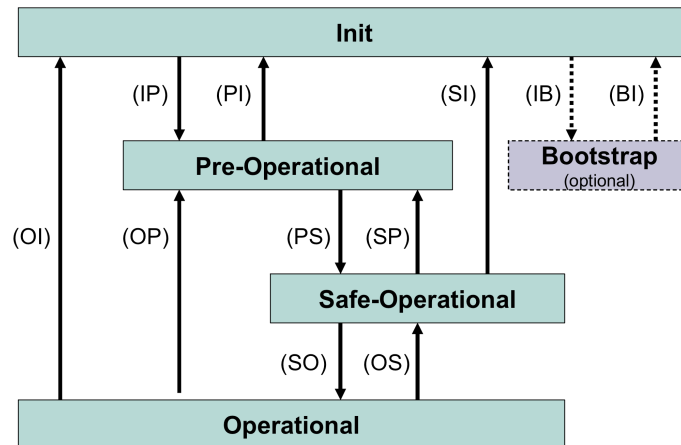 Init
(IP)
(PI)
(SI)
(IB)
(BI)
Pre-Operational
Bootstrap
(optional)
(OI)
(OP)
(PS)
(SP)
Safe-Operational
(SO)
(OS)
Operational